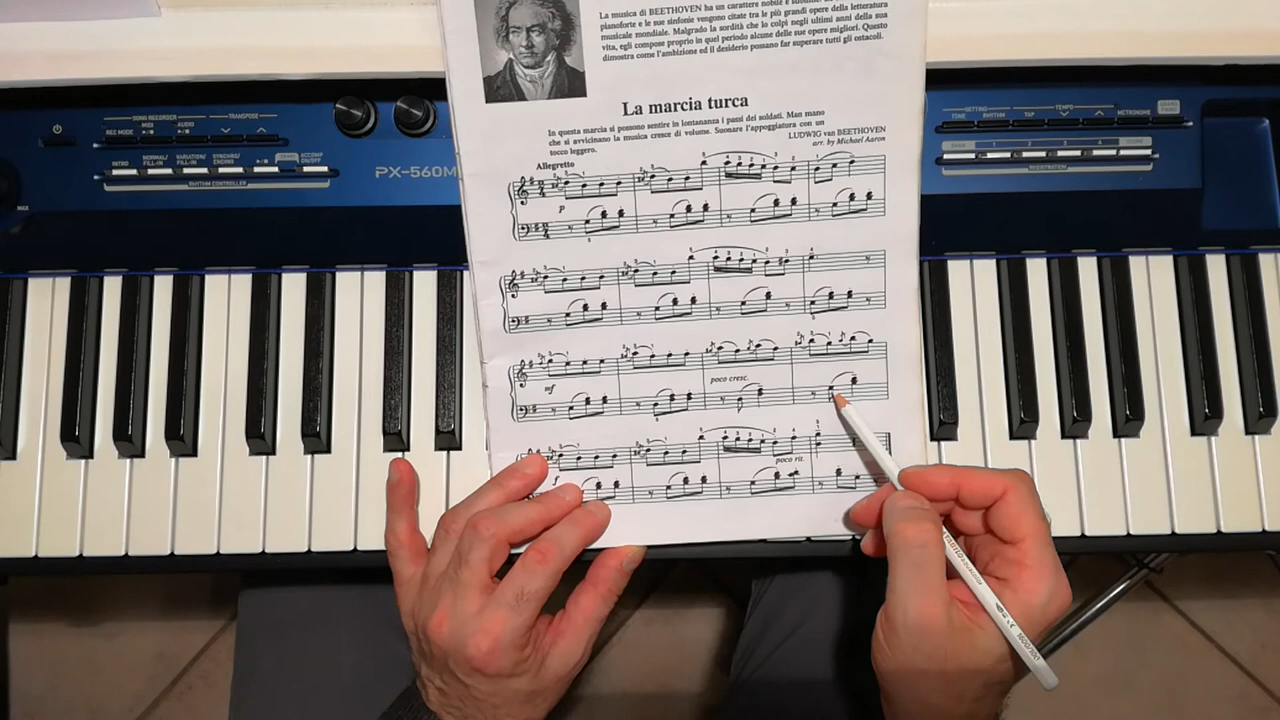 La musica di BEETHOVEN ha un carattere nobile e
pianoforte e le sue sinfonie vengono citate tra le più grandi opere della letteratura
musicale mondiale. Malgrado la sordità che lo colpì negli ultimi anni della sua
vita, egli compose proprio in quel periodo alcune delle sue opere migliori. Questo
dimostra come l'ambizione ed il desiderio possano far superare tutti gli ostacoli.
La marcia turca
In questa marcia si possono sentire in lontananza i passi dei soldati. Man mano
che si avvicinano la musica cresce di volume. Suonare l'appoggiatura con un
tocco leggero.
LUDWIG van BEETHOVEN
arr. by Michael Aaron
Allegretto
p
mf
poco cresc.
f
poco rit.
SONG RECORDER
TRANSPOSE
REC MODE
MIDI
AUDIO
INTRO
NORMAL/
FILL-IN
VARIATION/
FILL-IN
SYNCHRO/
ENDING
ACCOMP
ON/OFF
RHYTHM CONTROLLER
PX-560M
MAX
TONE
RHYTHM
TAP
TEMPO
METRONOME